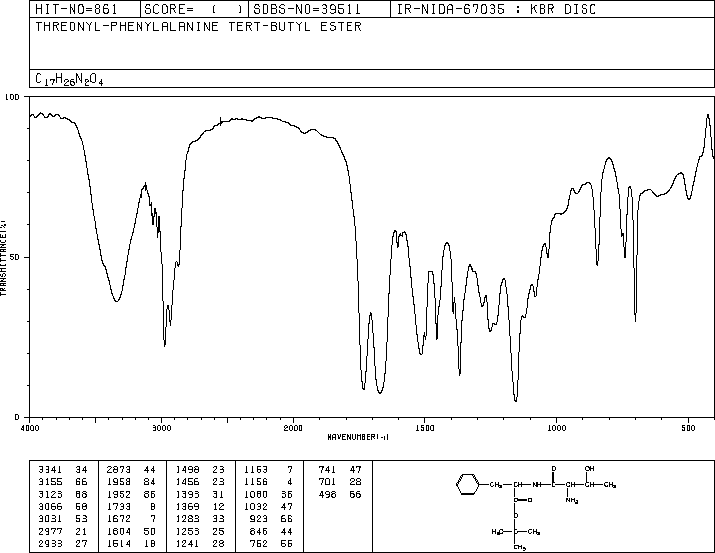 HIT-NO=861 SCORE= ( ) SDBS-NO=39511 IR-NIDA-67035 : KBR DISC
THREONYL-PHENYLALANINE TERT-BUTYL ESTER
C17H26N2O4
100
50
0
TRANSMITTANCE(%)
4000 3000 2000 1500 1000 500
WAVENUMBER(-1)
3341 34 2873 44 1498 23 1163 7 741 47
3155 66 1958 84 1456 23 1156 4 701 28
3123 68 1952 86 1393 31 1080 36 498 66
3066 60 1733 8 1369 12 1032 47
3031 53 1672 7 1283 33 923 66
2977 21 1604 50 1253 25 846 44
2933 27 1514 18 1241 28 752 55
O OH
CH2 CH NH C CH CH CH3
C=O NH2
O
H3C C CH3
CH3